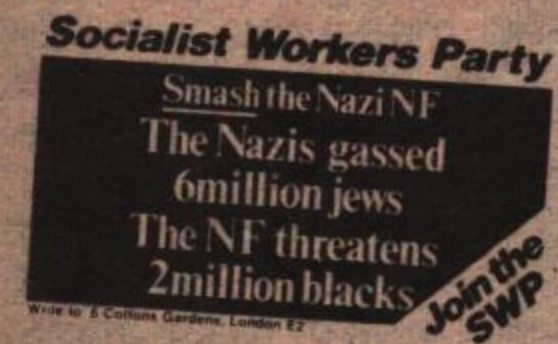 Socialist Workers Party
Smash the Nazi NF
The Nazis gassed
6million jews
The NF threatens
2million blacks
Join the
SWP
Write to 6 Cottons Gardens, London E2